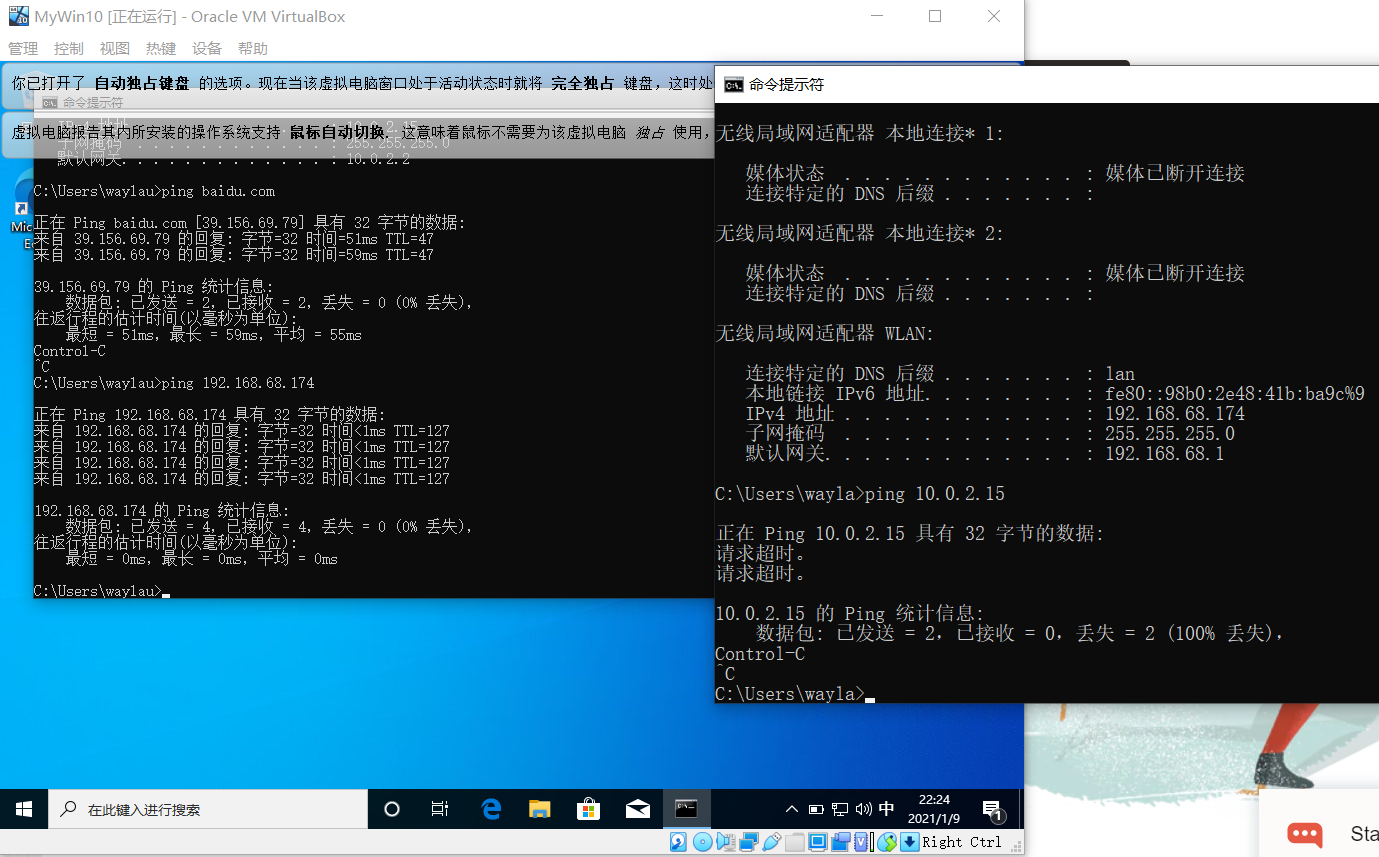 MyWin10 [正在运行] - Oracle VM VirtualBox
管理 控制 视图 热键 设备 帮助
你已打开了 自动独占键盘 的选项。现在当该虚拟电脑窗口处于活动状态时就将 完全独占 键盘，这时处
命令提示符
虚拟电脑报告其内所安装的操作系统支持 鼠标自动切换。这意味着鼠标不需要为该虚拟电脑 独占 使用，
子网掩码 . . . . . . . . . . . . : 255.255.255.0
默认网关. . . . . . . . . . . . . : 10.0.2.2
C:\Users\waylau>ping baidu.com
正在 Ping baidu.com [39.156.69.79] 具有 32 字节的数据:
来自 39.156.69.79 的回复: 字节=32 时间=51ms TTL=47
来自 39.156.69.79 的回复: 字节=32 时间=59ms TTL=47
39.156.69.79 的 Ping 统计信息:
数据包: 已发送 = 2，已接收 = 2，丢失 = 0 (0% 丢失)，
往返行程的估计时间(以毫秒为单位):
最短 = 51ms，最长 = 59ms，平均 = 55ms
Control-C
^C
C:\Users\waylau>ping 192.168.68.174
正在 Ping 192.168.68.174 具有 32 字节的数据:
来自 192.168.68.174 的回复: 字节=32 时间<1ms TTL=127
来自 192.168.68.174 的回复: 字节=32 时间<1ms TTL=127
来自 192.168.68.174 的回复: 字节=32 时间<1ms TTL=127
来自 192.168.68.174 的回复: 字节=32 时间<1ms TTL=127
192.168.68.174 的 Ping 统计信息:
数据包: 已发送 = 4，已接收 = 4，丢失 = 0 (0% 丢失)，
往返行程的估计时间(以毫秒为单位):
最短 = 0ms，最长 = 0ms，平均 = 0ms
C:\Users\waylau>
命令提示符
无线局域网适配器 本地连接* 1:
媒体状态 . . . . . . . . . . . . : 媒体已断开连接
连接特定的 DNS 后缀 . . . . . . . :
无线局域网适配器 本地连接* 2:
媒体状态 . . . . . . . . . . . . : 媒体已断开连接
连接特定的 DNS 后缀 . . . . . . . :
无线局域网适配器 WLAN:
连接特定的 DNS 后缀 . . . . . . . : lan
本地链接 IPv6 地址. . . . . . . . : fe80::98b0:2e48:41b:ba9c%9
IPv4 地址 . . . . . . . . . . . . : 192.168.68.174
子网掩码 . . . . . . . . . . . . : 255.255.255.0
默认网关. . . . . . . . . . . . . : 192.168.68.1
C:\Users\wayla>ping 10.0.2.15
正在 Ping 10.0.2.15 具有 32 字节的数据:
请求超时。
请求超时。
10.0.2.15 的 Ping 统计信息:
数据包: 已发送 = 2，已接收 = 0，丢失 = 2 (100% 丢失)，
Control-C
^C
C:\Users\wayla>
在此键入进行搜索
中
22:24
2021/1/9
1
Right Ctrl
Sta